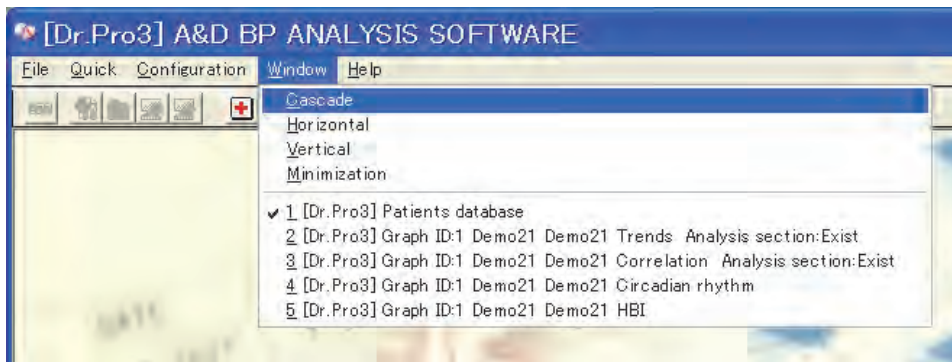 [Dr.Pro3] A&D BP ANALYSIS SOFTWARE
File Quick Configuration Window Help
Cascade
Horizontal
Vertical
Minimization
✔ 1 [Dr.Pro3] Patients database
2 [Dr.Pro3] Graph ID:1 Demo21 Demo21 Trends Analysis section:Exist
3 [Dr.Pro3] Graph ID:1 Demo21 Demo21 Correlation Analysis section:Exist
4 [Dr.Pro3] Graph ID:1 Demo21 Demo21 Circadian rhythm
5 [Dr.Pro3] Graph ID:1 Demo21 Demo21 HBI